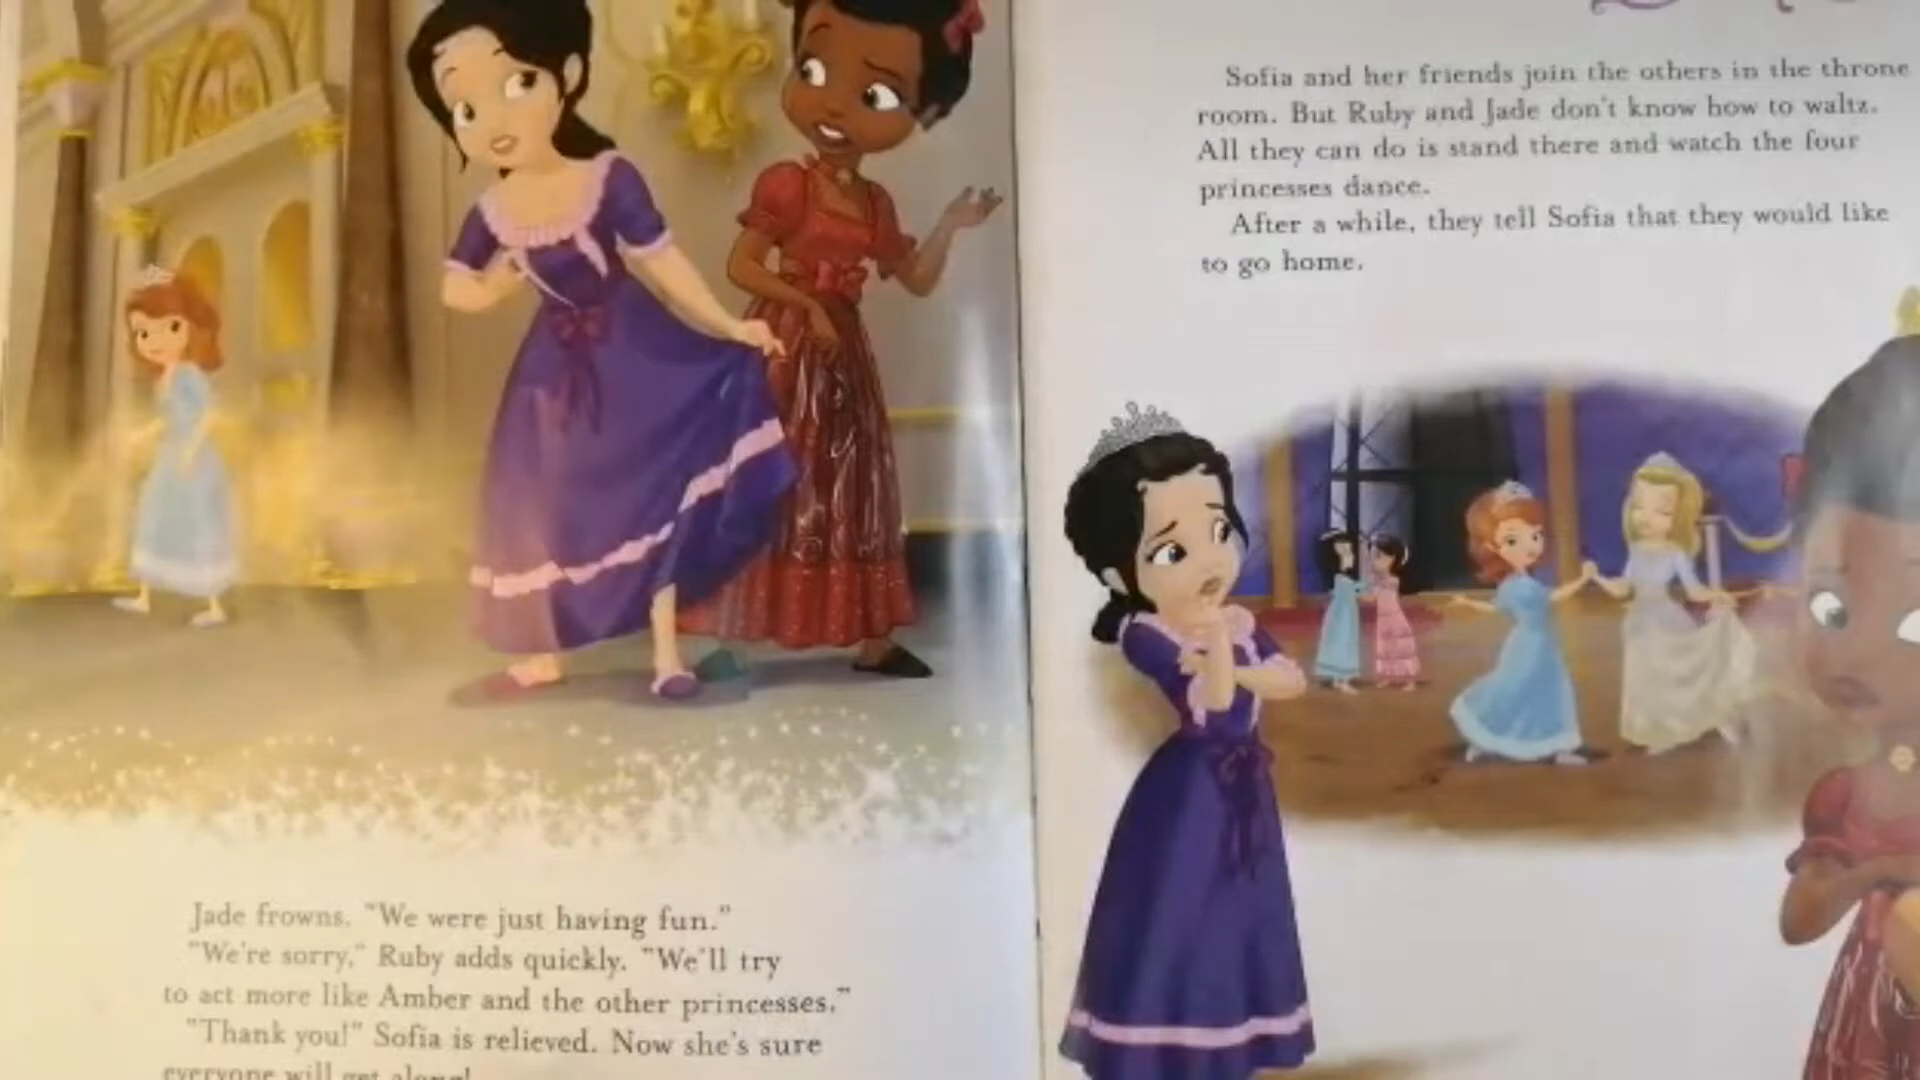 Jade frowns. "We were just having fun."
"We're sorry," Ruby adds quickly. "We'll try
to act more like Amber and the other princesses."
"Thank you!" Sofia is relieved. Now she's sure
everyone will get along!
Sofia and her friends join the others in the throne
room. But Ruby and Jade don't know how to waltz.
All they can do is stand there and watch the four
princesses dance.
After a while, they tell Sofia that they would like
to go home.